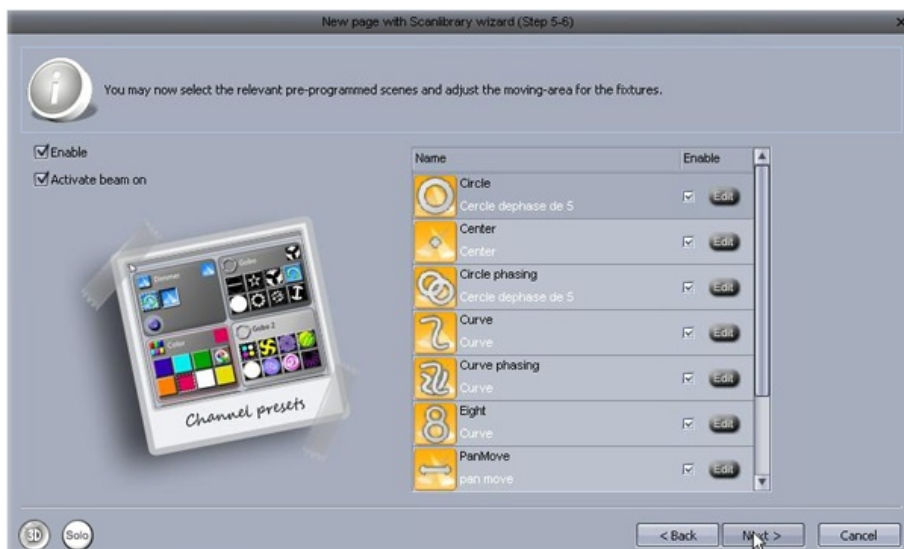 New page with Scanlibrary wizard (Step 5-6)
You may now select the relevant pre-programmed scenes and adjust the moving-area for the fixtures.
Enable
Activate beam on
Name Enable
Circle
Cercle dephase de 5
Edit
Center
Center
Edit
Circle phasing
Cercle dephase de 5
Edit
Curve
Curve
Edit
Curve phasing
Curve
Edit
Eight
Curve
Edit
PanMove
pan move
Edit
Dimmer
Gobo
Color
Gobo 2
Channel presets
3D Solo < Back Next > Cancel